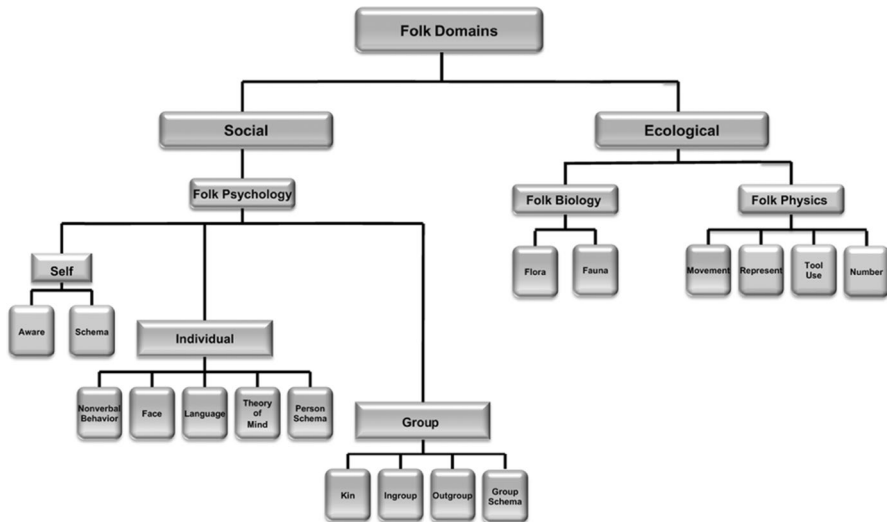 Folk Domains
Social
Ecological
Folk Psychology
Folk Biology
Folk Physics
Self
Flora
Fauna
Movement
Represent
Tool
Use
Number
Aware
Schema
Individual
Nonverbal
Behavior
Face
Language
Theory
of
Mind
Person
Schema
Group
Kin
Ingroup
Outgroup
Group
Schema